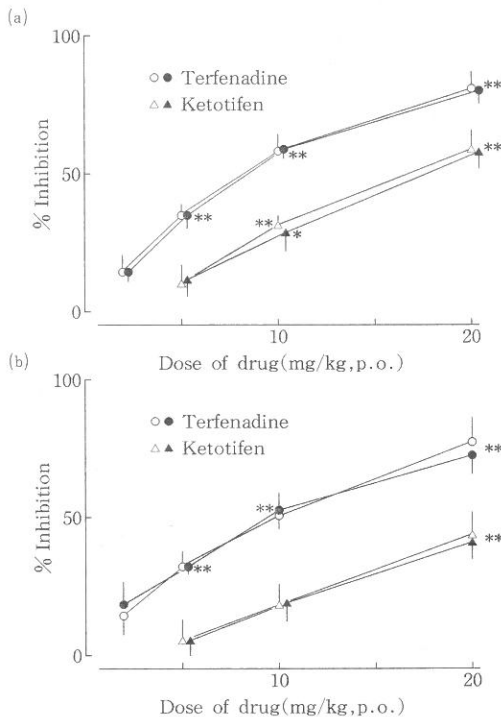 (a)
100
○ ● Terfenadine
△ ▲ Ketotifen
**
**
50
**
**
**
*
% Inhibition
0
10
20
Dose of drug(mg/kg,p.o.)
(b)
100
○ ● Terfenadine
△ ▲ Ketotifen
**
**
50
**
**
% Inhibition
0
10
20
Dose of drug(mg/kg,p.o.)